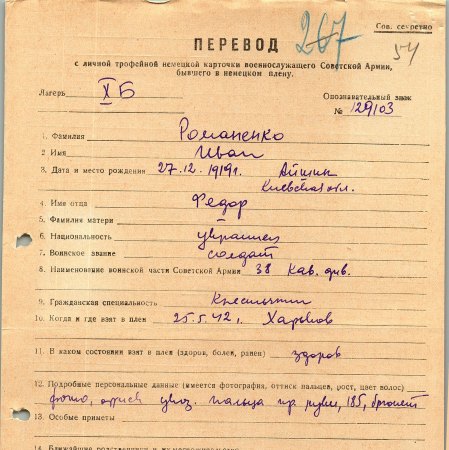 Сов. секретно
267
54
ПЕРЕВОД
с личной трофейной немецкой карточки военнослужащего Советской Армии,
бывшего в немецком плену.
Лагерь XБ
Опознавательный знак
№ 129103
1. Фамилия Романенко
2 Имя Иван
3. Дата и место рождения 27.12.1919г.
Киевская обл.
4. Имя отца Федор
5. Фамилия матери —
6. Национальность украинец
7. Воинское звание солдат
8. Наименование воинской части Советской Армии 38 кав. див.
9. Гражданская специальность Крестьянин
10. Когда и где взят в плен 25.5.42г. Харьков
11. В каком состоянии взят в плен (здоров, болен, ранен) здоров
12. Подробные персональные данные (имеется фотография, оттиск пальцев, рост, цвет волос)
фото, оттиск указ. пальца пр руки, 185, брюнет
13. Особые приметы